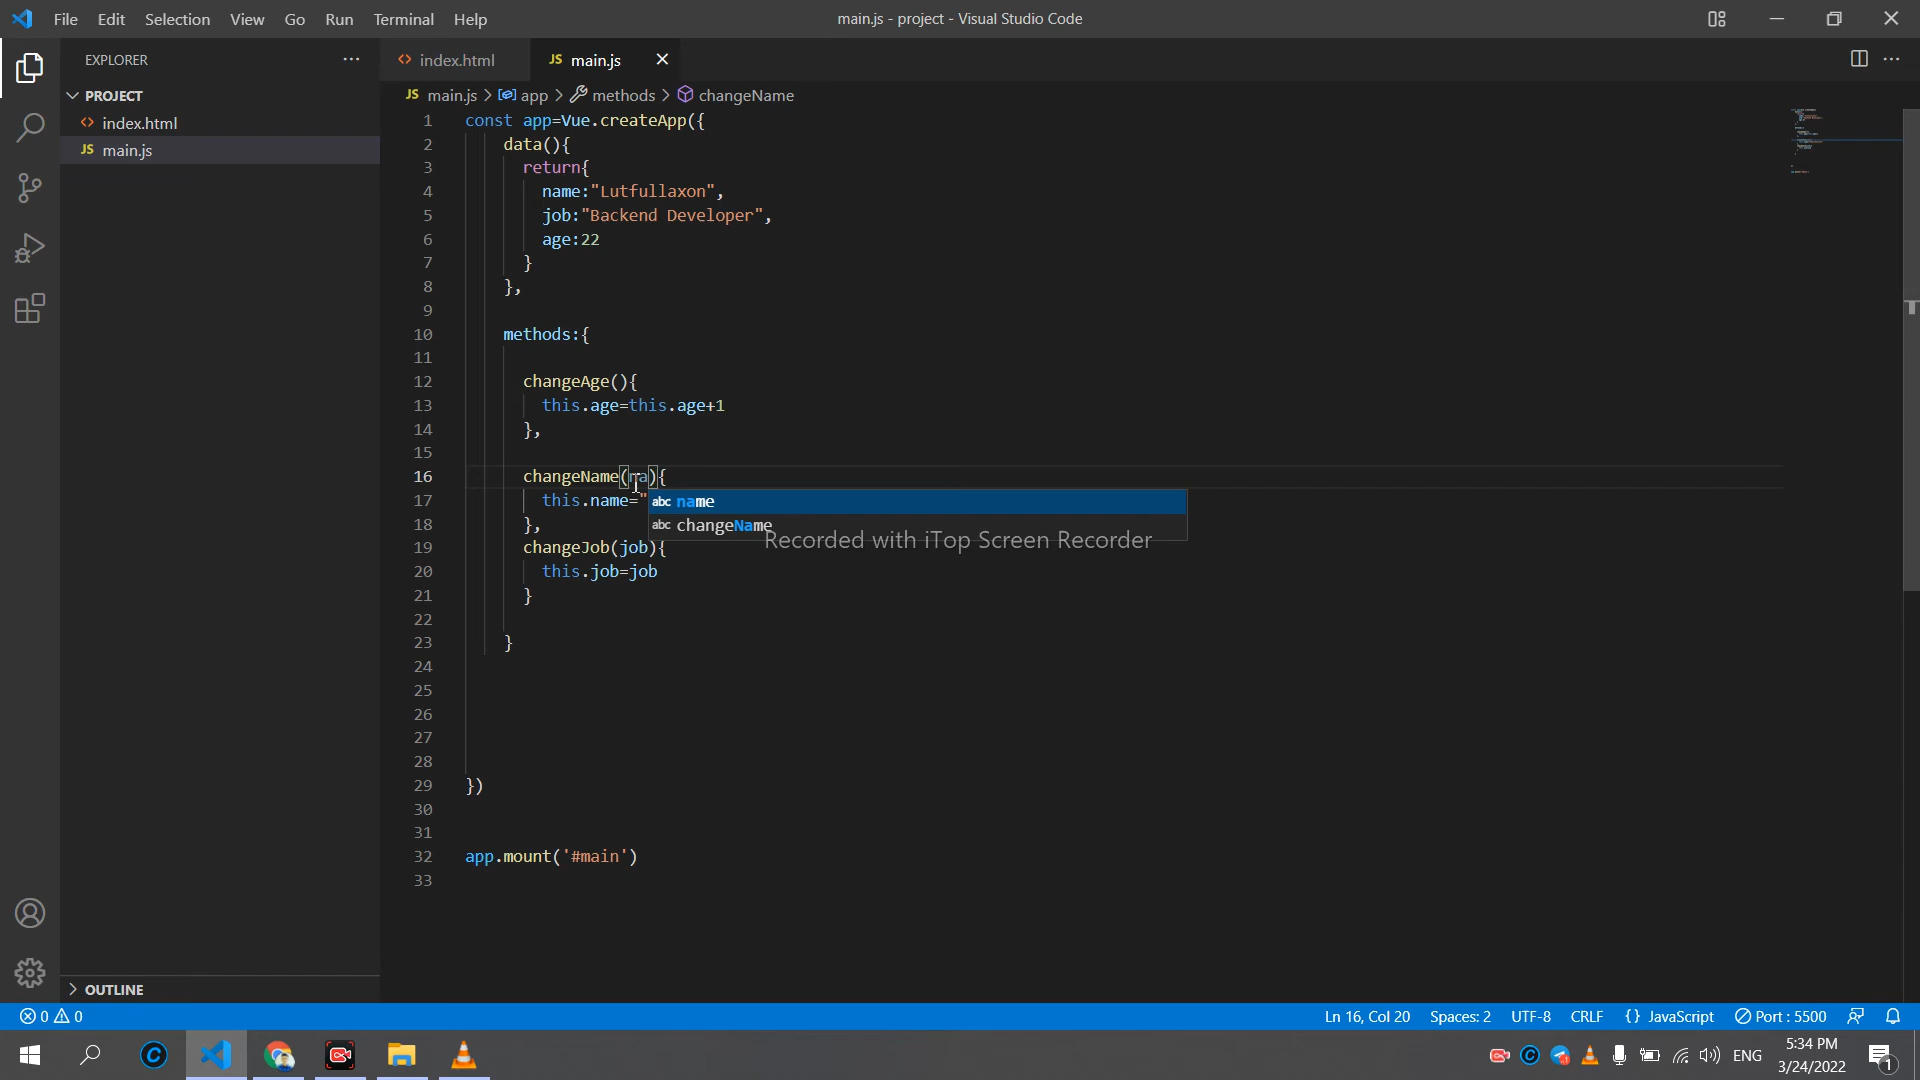 File Edit Selection View Go Run Terminal Help
main.js - project - Visual Studio Code
EXPLORER
PROJECT
index.html
JS main.js
OUTLINE
index.html
JS main.js
JS main.js > app > methods > changeName
1 const app=Vue.createApp({
2 data(){
3 return{
4 name:"Lutfullaxon",
5 job:"Backend Developer",
6 age:22
7 }
8 },
9
10 methods:{
11
12 changeAge(){
13 this.age=this.age+1
14 },
15
16 changeName(na){
17 this.name="
abc name
18 },
abc changeName
Recorded with iTop Screen Recorder
19 changeJob(job){
20 this.job=job
21 }
22
23 }
24
25
26
27
28
29 })
30
31
32 app.mount('#main')
33
0 0
Ln 16, Col 20 Spaces: 2 UTF-8 CRLF {} JavaScript Port : 5500
ENG
5:34 PM
3/24/2022
1